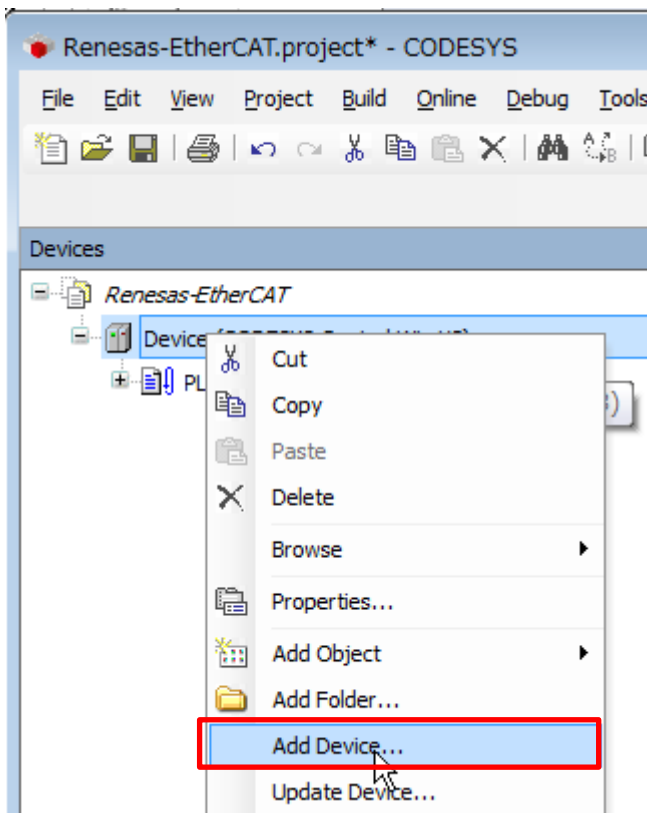 Renesas-EtherCAT.project* - CODESYS
File Edit View Project Build Online Debug Tools
Devices
Renesas-EtherCAT
Device
PL
Cut
Copy
Paste
Delete
Browse
Properties...
Add Object
Add Folder...
Add Device...
Update Device...